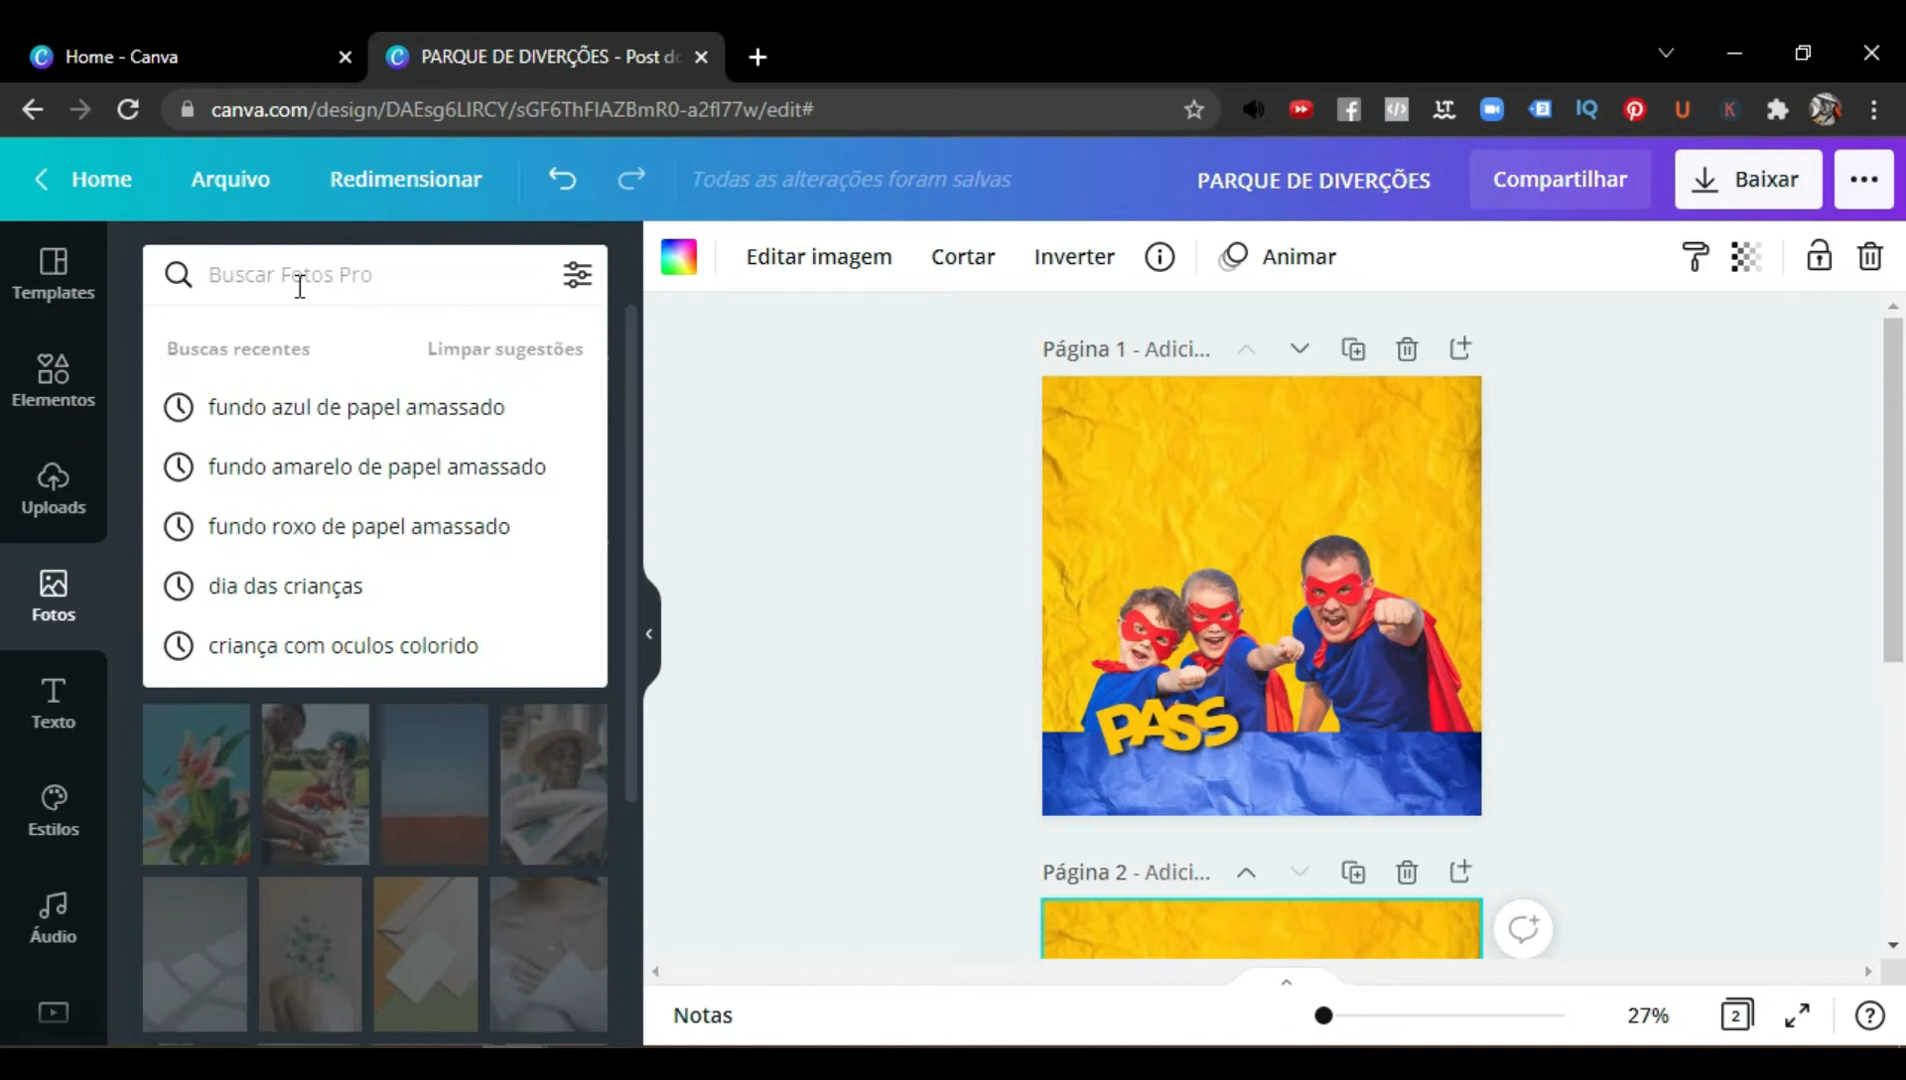 Home - Canva
PARQUE DE DIVERÇÕES - Post do
canva.com/design/DAEsg6LIRCY/sGF6ThFIAZBmR0-a2fl77w/edit#
Home
Arquivo
Redimensionar
Todas as alterações foram salvas
PARQUE DE DIVERÇÕES
Compartilhar
Baixar
Templates
Elementos
Uploads
Fotos
Texto
Estilos
Áudio
Buscar Fotos Pro
Buscas recentes
Limpar sugestões
fundo azul de papel amassado
fundo amarelo de papel amassado
fundo roxo de papel amassado
dia das crianças
criança com oculos colorido
Editar imagem
Cortar
Inverter
Animar
Página 1 - Adici...
PASS
Página 2 - Adici...
Notas
27%
2